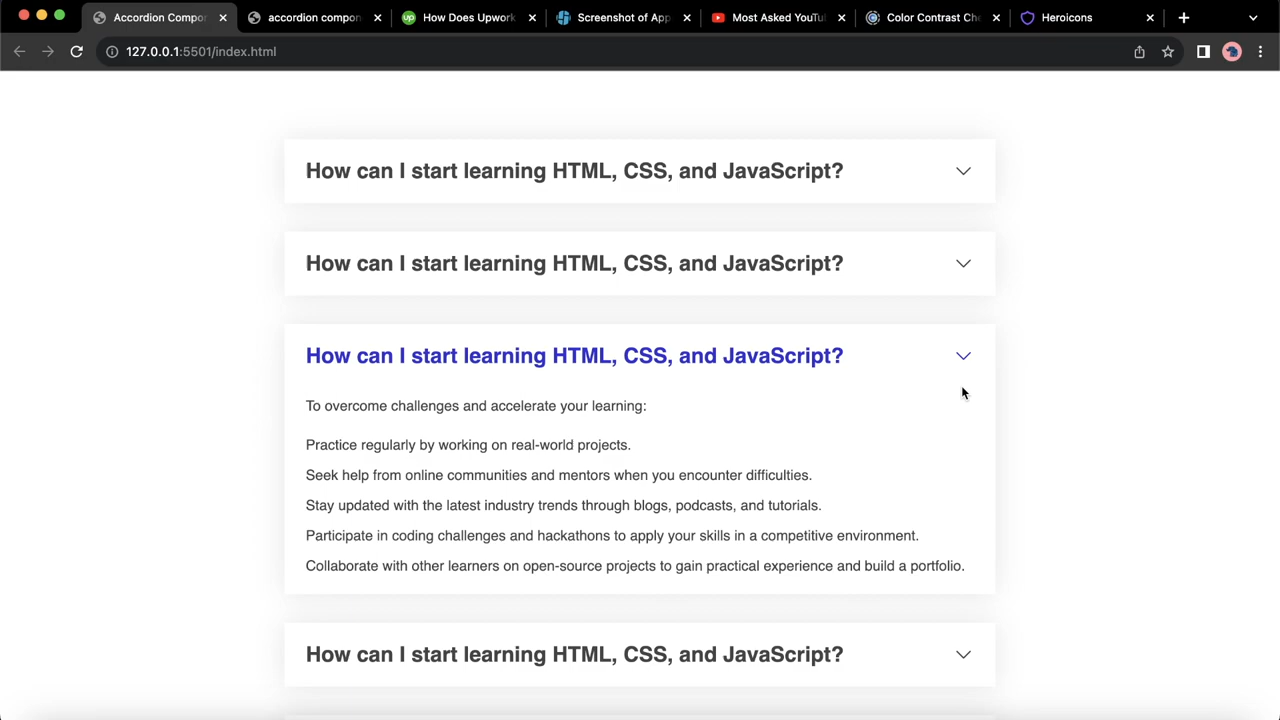 Accordion Compo
accordion compon
How Does Upwork
Screenshot of App
Most Asked YouTu
Color Contrast Che
Heroicons
127.0.0.1:5501/index.html
How can I start learning HTML, CSS, and JavaScript?
How can I start learning HTML, CSS, and JavaScript?
How can I start learning HTML, CSS, and JavaScript?
To overcome challenges and accelerate your learning:
Practice regularly by working on real-world projects.
Seek help from online communities and mentors when you encounter difficulties.
Stay updated with the latest industry trends through blogs, podcasts, and tutorials.
Participate in coding challenges and hackathons to apply your skills in a competitive environment.
Collaborate with other learners on open-source projects to gain practical experience and build a portfolio.
How can I start learning HTML, CSS, and JavaScript?